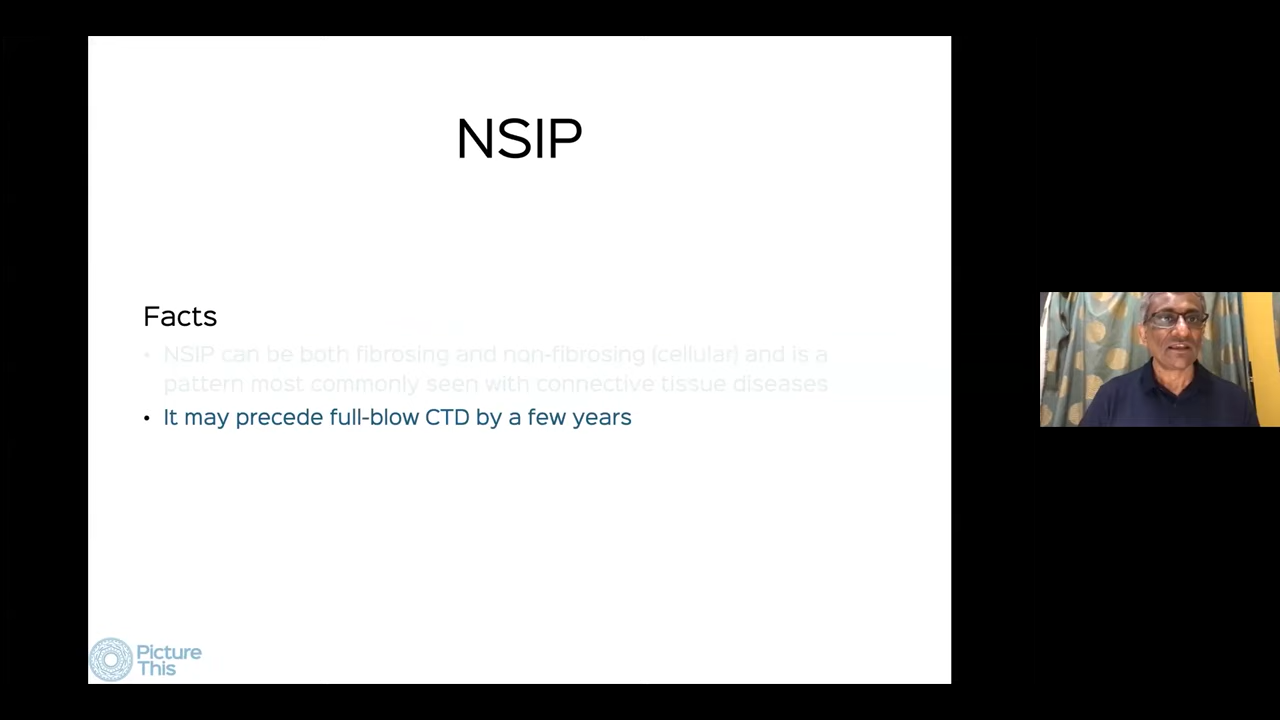 NSIP
Facts
• NSIP can be both fibrosing and non-fibrosing (cellular) and is a
pattern most commonly seen with connective tissue diseases
• It may precede full-blow CTD by a few years
Picture
This